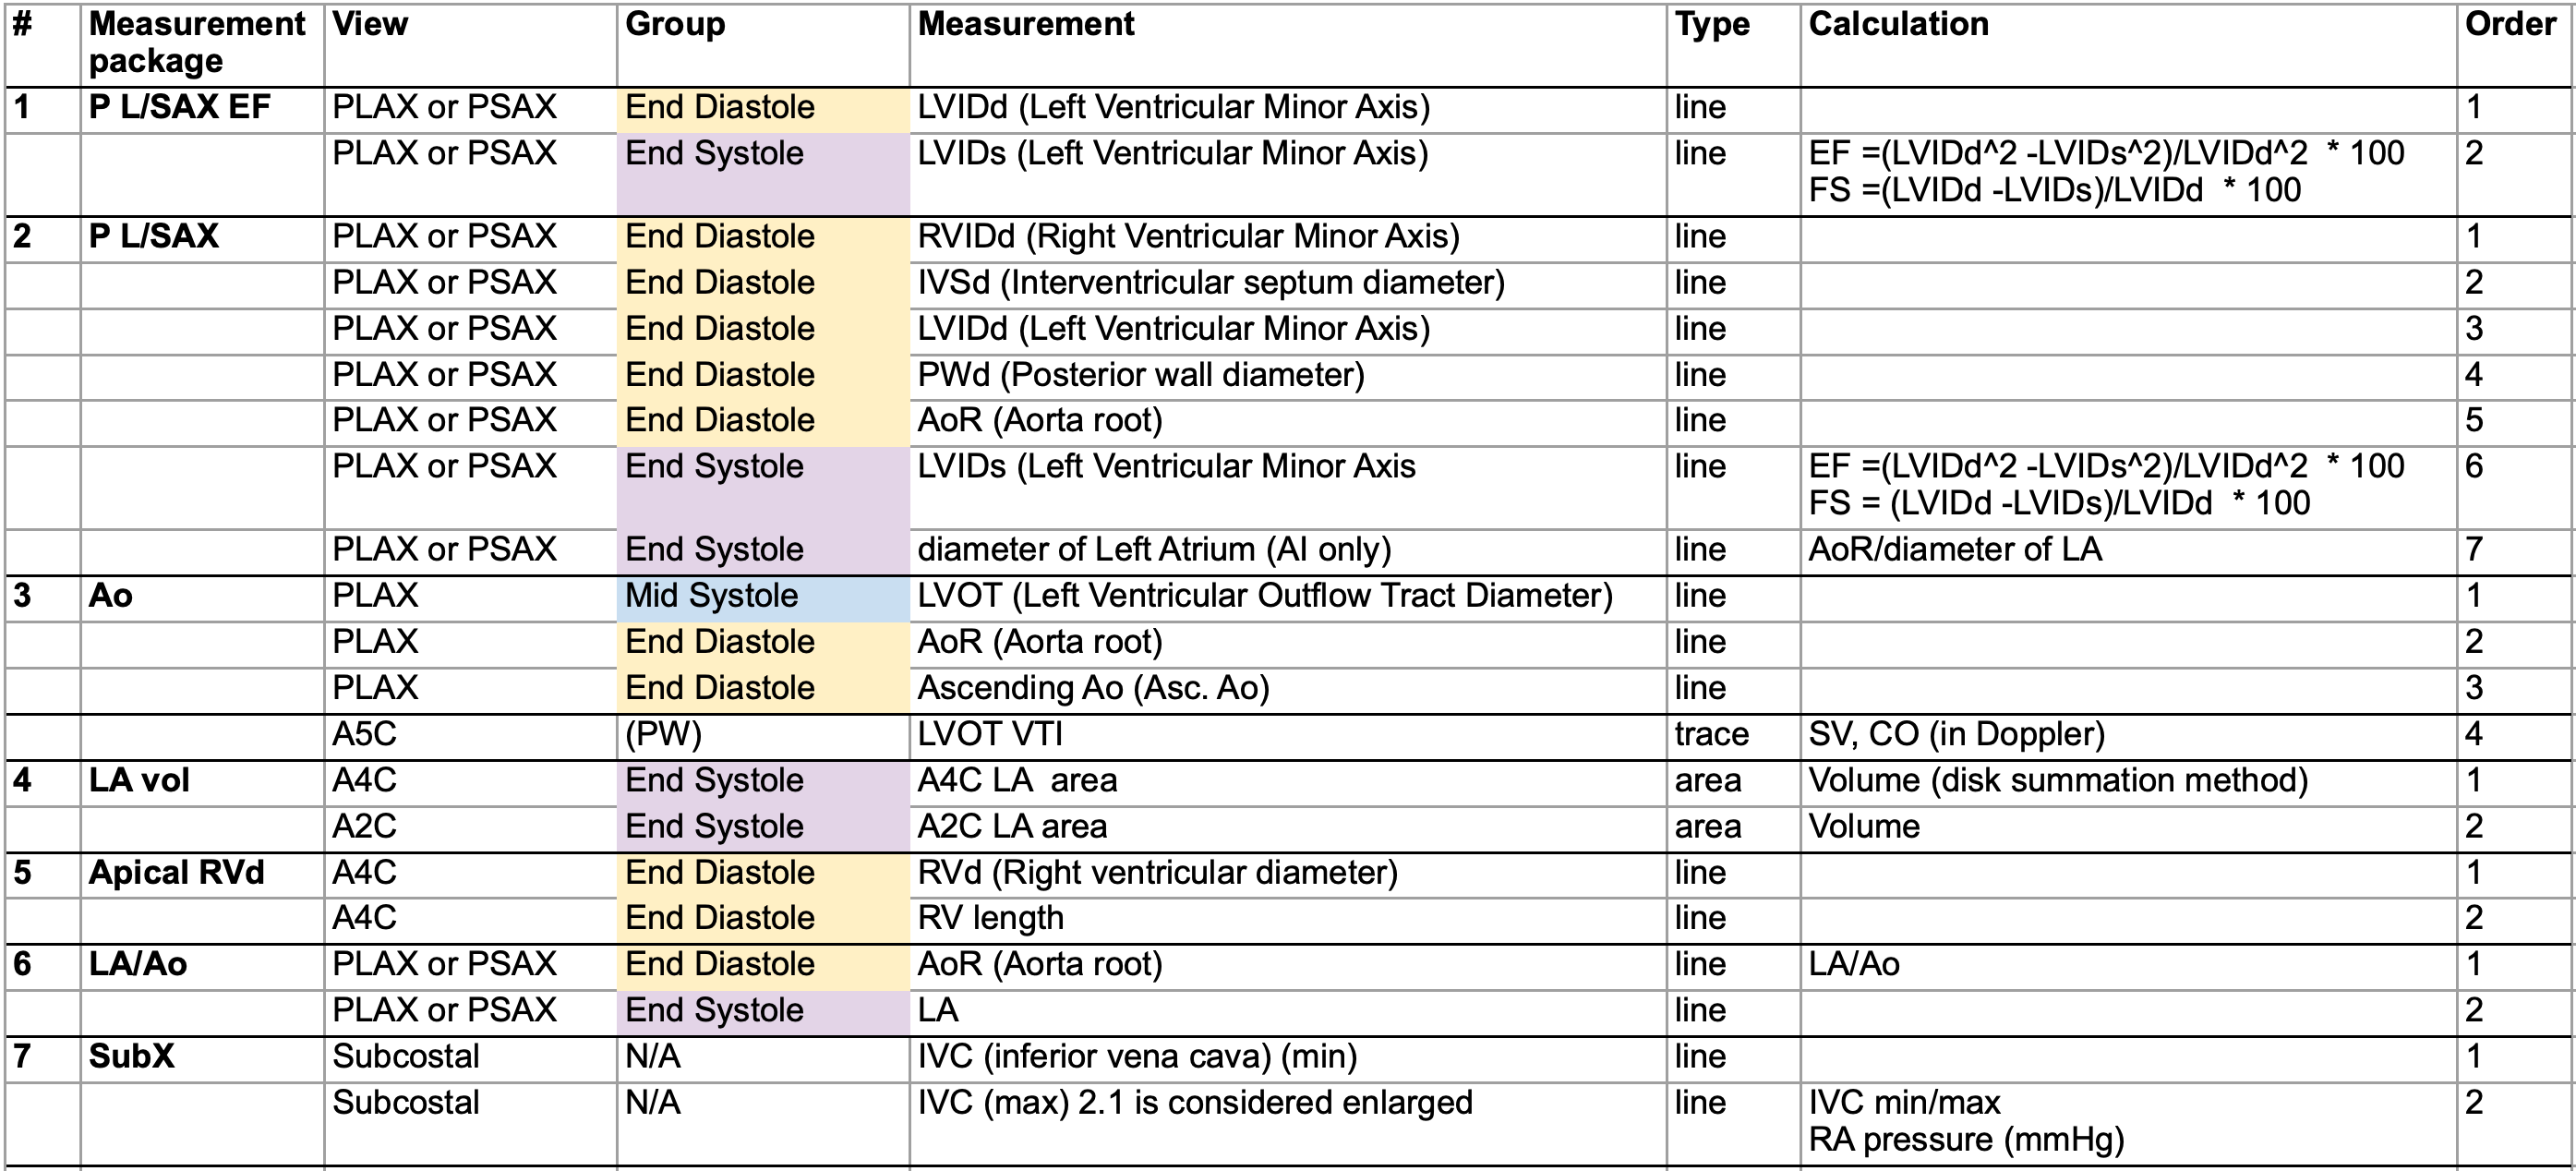 # Measurement package View Group Measurement Type Calculation Order
1 P L/SAX EF PLAX or PSAX End Diastole LVIDd (Left Ventricular Minor Axis) line 1
PLAX or PSAX End Systole LVIDs (Left Ventricular Minor Axis) line EF =(LVIDd^2 -LVIDs^2)/LVIDd^2 * 100 2
FS =(LVIDd -LVIDs)/LVIDd * 100
2 P L/SAX PLAX or PSAX End Diastole RVIDd (Right Ventricular Minor Axis) line 1
PLAX or PSAX End Diastole IVSd (Interventricular septum diameter) line 2
PLAX or PSAX End Diastole LVIDd (Left Ventricular Minor Axis) line 3
PLAX or PSAX End Diastole PWd (Posterior wall diameter) line 4
PLAX or PSAX End Diastole AoR (Aorta root) line 5
PLAX or PSAX End Systole LVIDs (Left Ventricular Minor Axis line EF =(LVIDd^2 -LVIDs^2)/LVIDd^2 * 100 6
FS = (LVIDd -LVIDs)/LVIDd * 100
PLAX or PSAX End Systole diameter of Left Atrium (AI only) line AoR/diameter of LA 7
3 Ao PLAX Mid Systole LVOT (Left Ventricular Outflow Tract Diameter) line 1
PLAX End Diastole AoR (Aorta root) line 2
PLAX End Diastole Ascending Ao (Asc. Ao) line 3
A5C (PW) LVOT VTI trace SV, CO (in Doppler) 4
4 LA vol A4C End Systole A4C LA area area Volume (disk summation method) 1
A2C End Systole A2C LA area area Volume 2
5 Apical RVd A4C End Diastole RVd (Right ventricular diameter) line 1
A4C End Diastole RV length line 2
6 LA/Ao PLAX or PSAX End Diastole AoR (Aorta root) line LA/Ao 1
PLAX or PSAX End Systole LA line 2
7 SubX Subcostal N/A IVC (inferior vena cava) (min) line 1
Subcostal N/A IVC (max) 2.1 is considered enlarged line IVC min/max 2
RA pressure (mmHg)